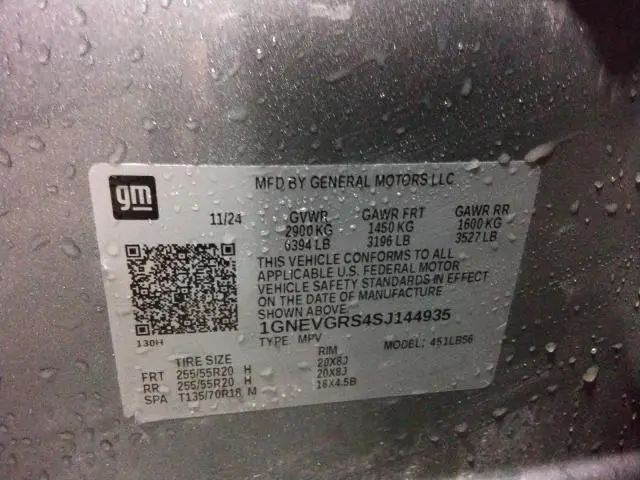 gm
MFD BY GENERAL MOTORS LLC
11/24 GVWR GAWR FRT GAWR RR
2900 KG 1450 KG 1600 KG
6394 LB 3196 LB 3527 LB
THIS VEHICLE CONFORMS TO ALL
APPLICABLE U.S. FEDERAL MOTOR
VEHICLE SAFETY STANDARDS IN EFFECT
ON THE DATE OF MANUFACTURE
SHOWN ABOVE.
1GNEVGRS4SJ144935
130H
TYPE: MPV MODEL: 451LB56
TIRE SIZE RIM
FRT 255/55R20 H 20X8J
RR 255/55R20 H 20X8J
SPA T135/70R18 M 18X4.5B